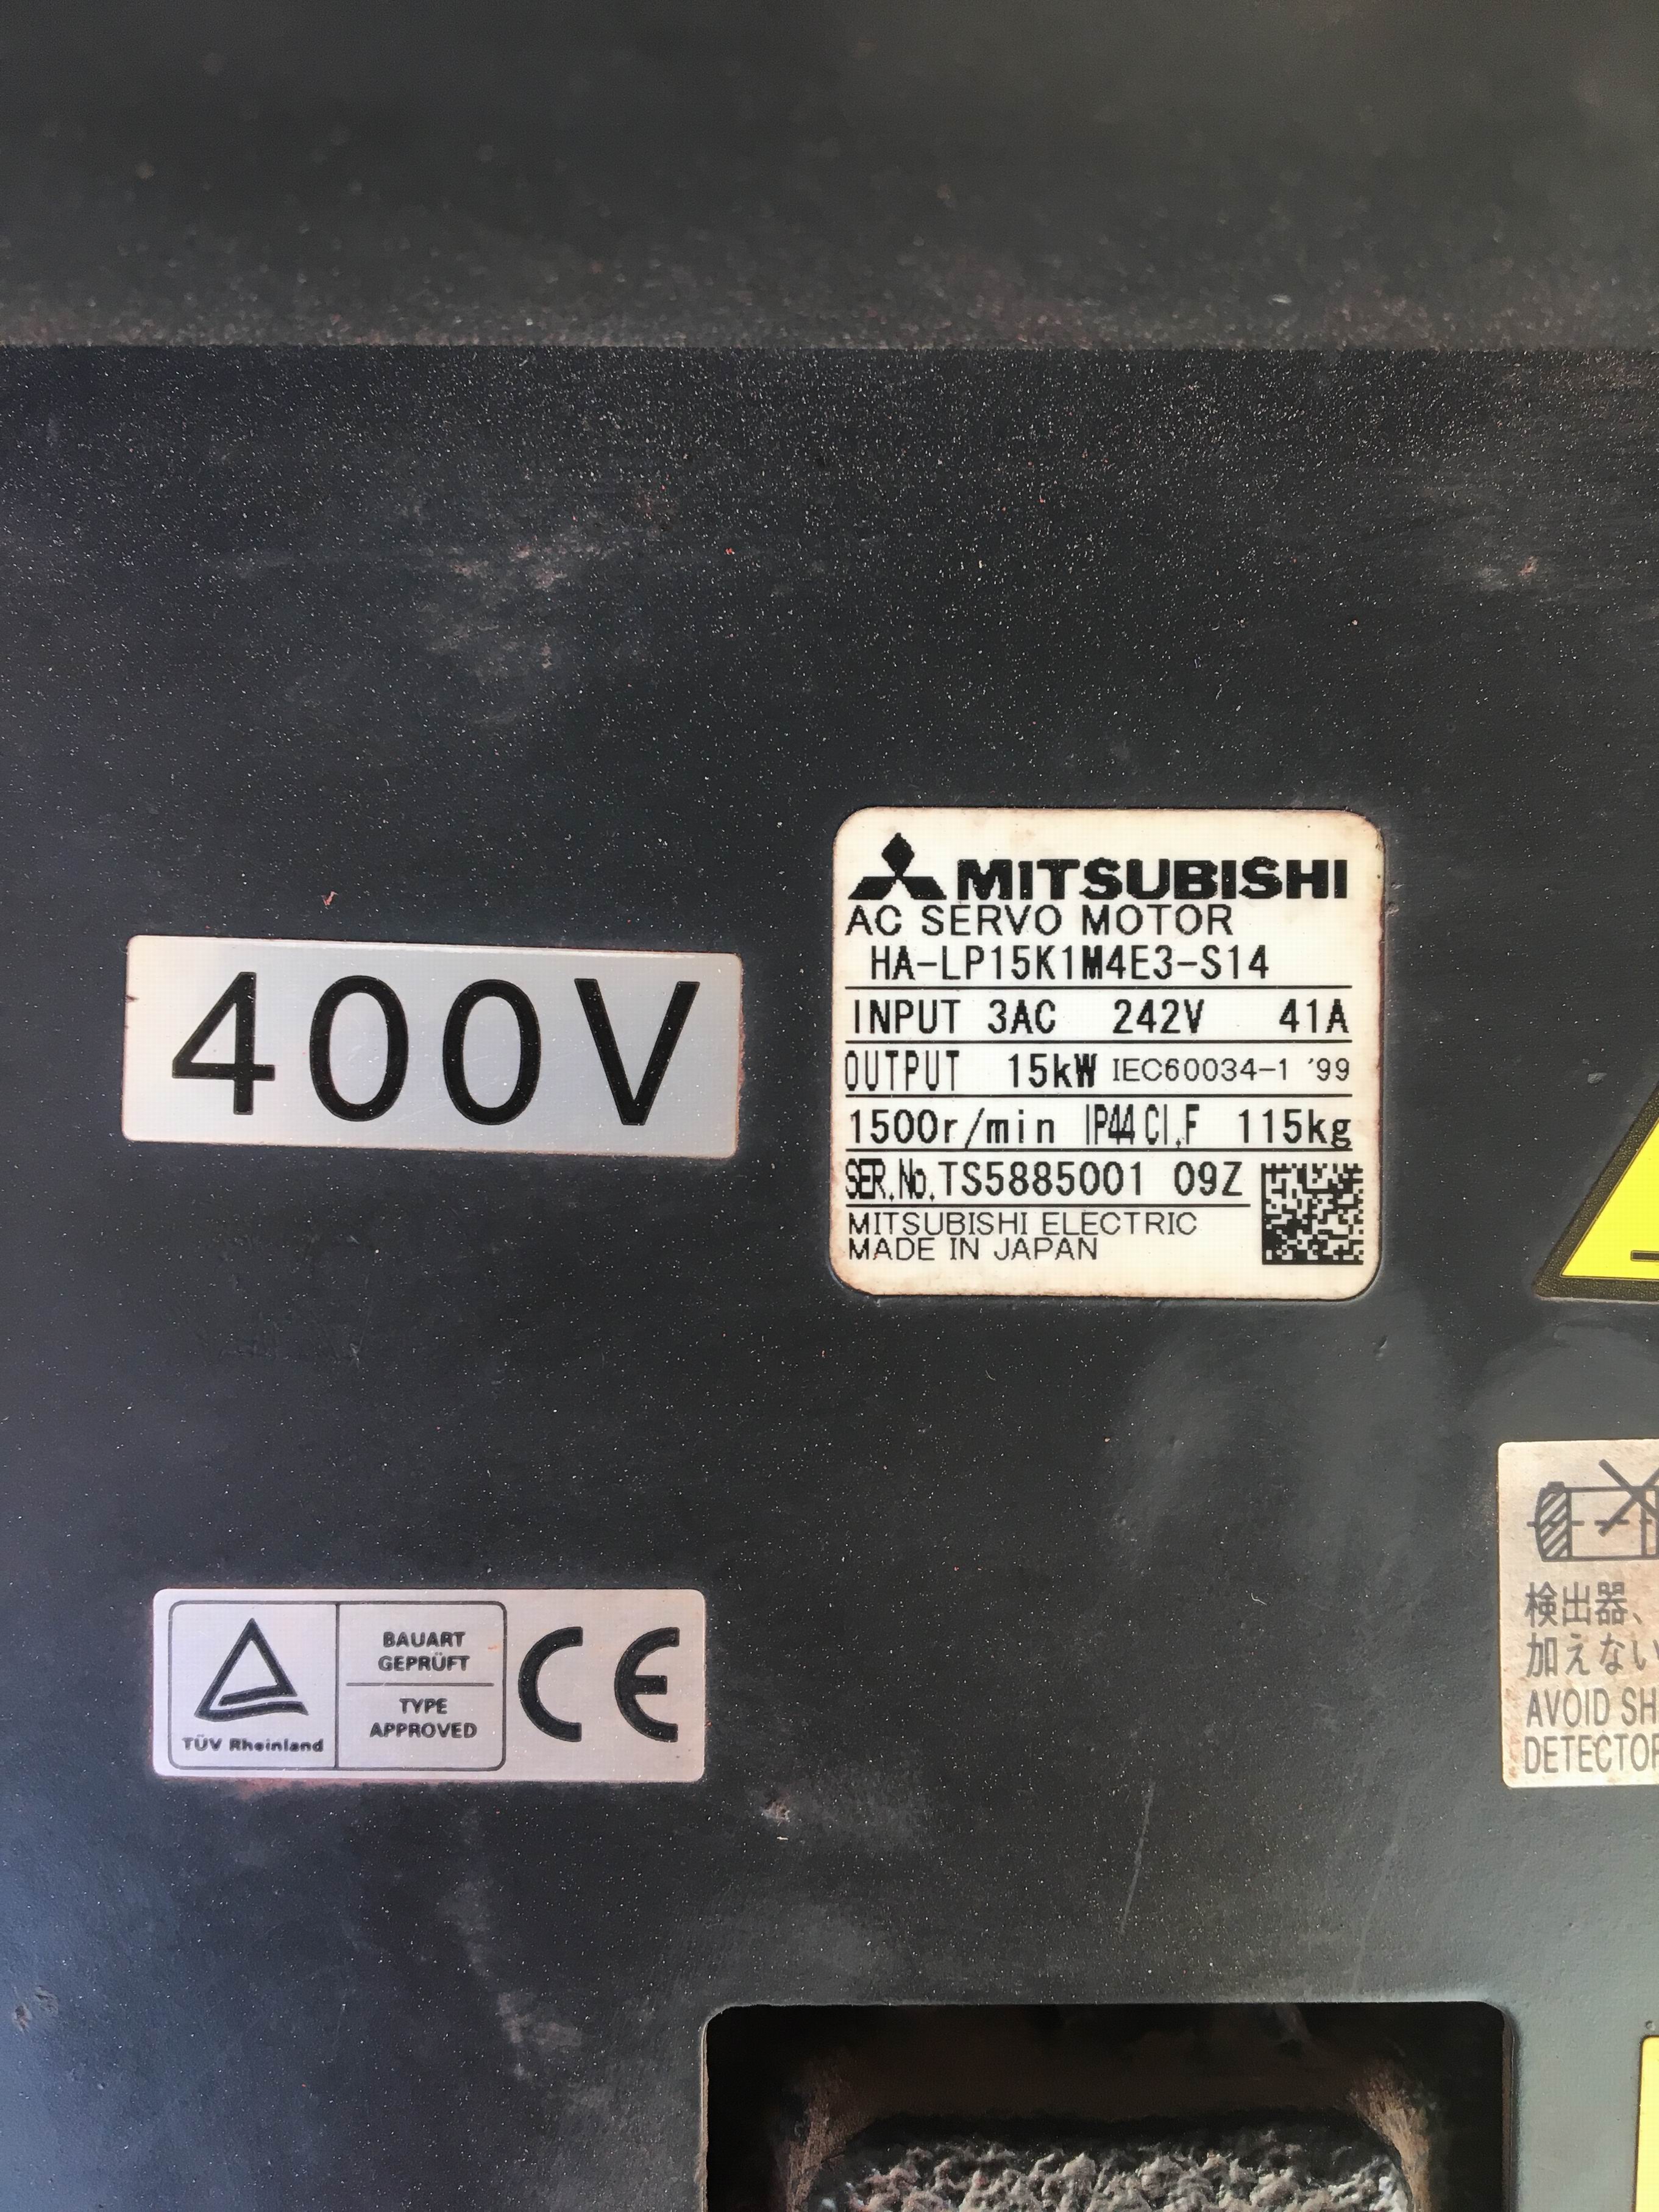 MITSUBISHI
AC SERVO MOTOR
HA-LP15K1M4E3-S14
INPUT 3AC 242V 41A
OUTPUT 15kW IEC60034-1 '99
1500r/min IP44 Cl.F 115kg
SER.No.TS5885001 09Z
MITSUBISHI ELECTRIC
MADE IN JAPAN
400V
BAUART
GEPRÜFT
TYPE
APPROVED
TÜV Rheinland
CE
検出器、
加えない
AVOID SH
DETECTOR